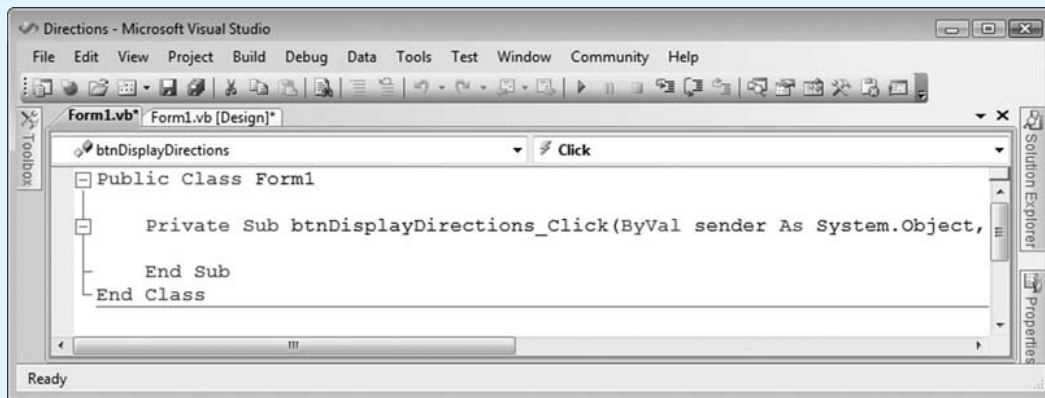 Directions - Microsoft Visual Studio
File Edit View Project Build Debug Data Tools Test Window Community Help
Form1.vb* Form1.vb [Design]*
Toolbox
btnDisplayDirections Click
Public Class Form1
Private Sub btnDisplayDirections_Click(ByVal sender As System.Object,
End Sub
End Class
Solution Explorer
Properties
Ready